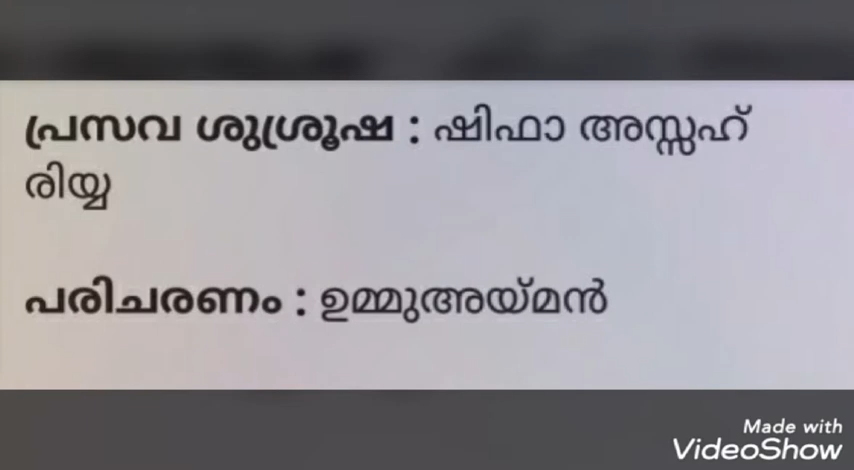 പ്രസവ ശുശ്രൂഷ : ഷിഫാ അസ്സഹ്
രിയ്യ
പരിചരണം : ഉമ്മുഅയ്മൻ
Made with
VideoShow